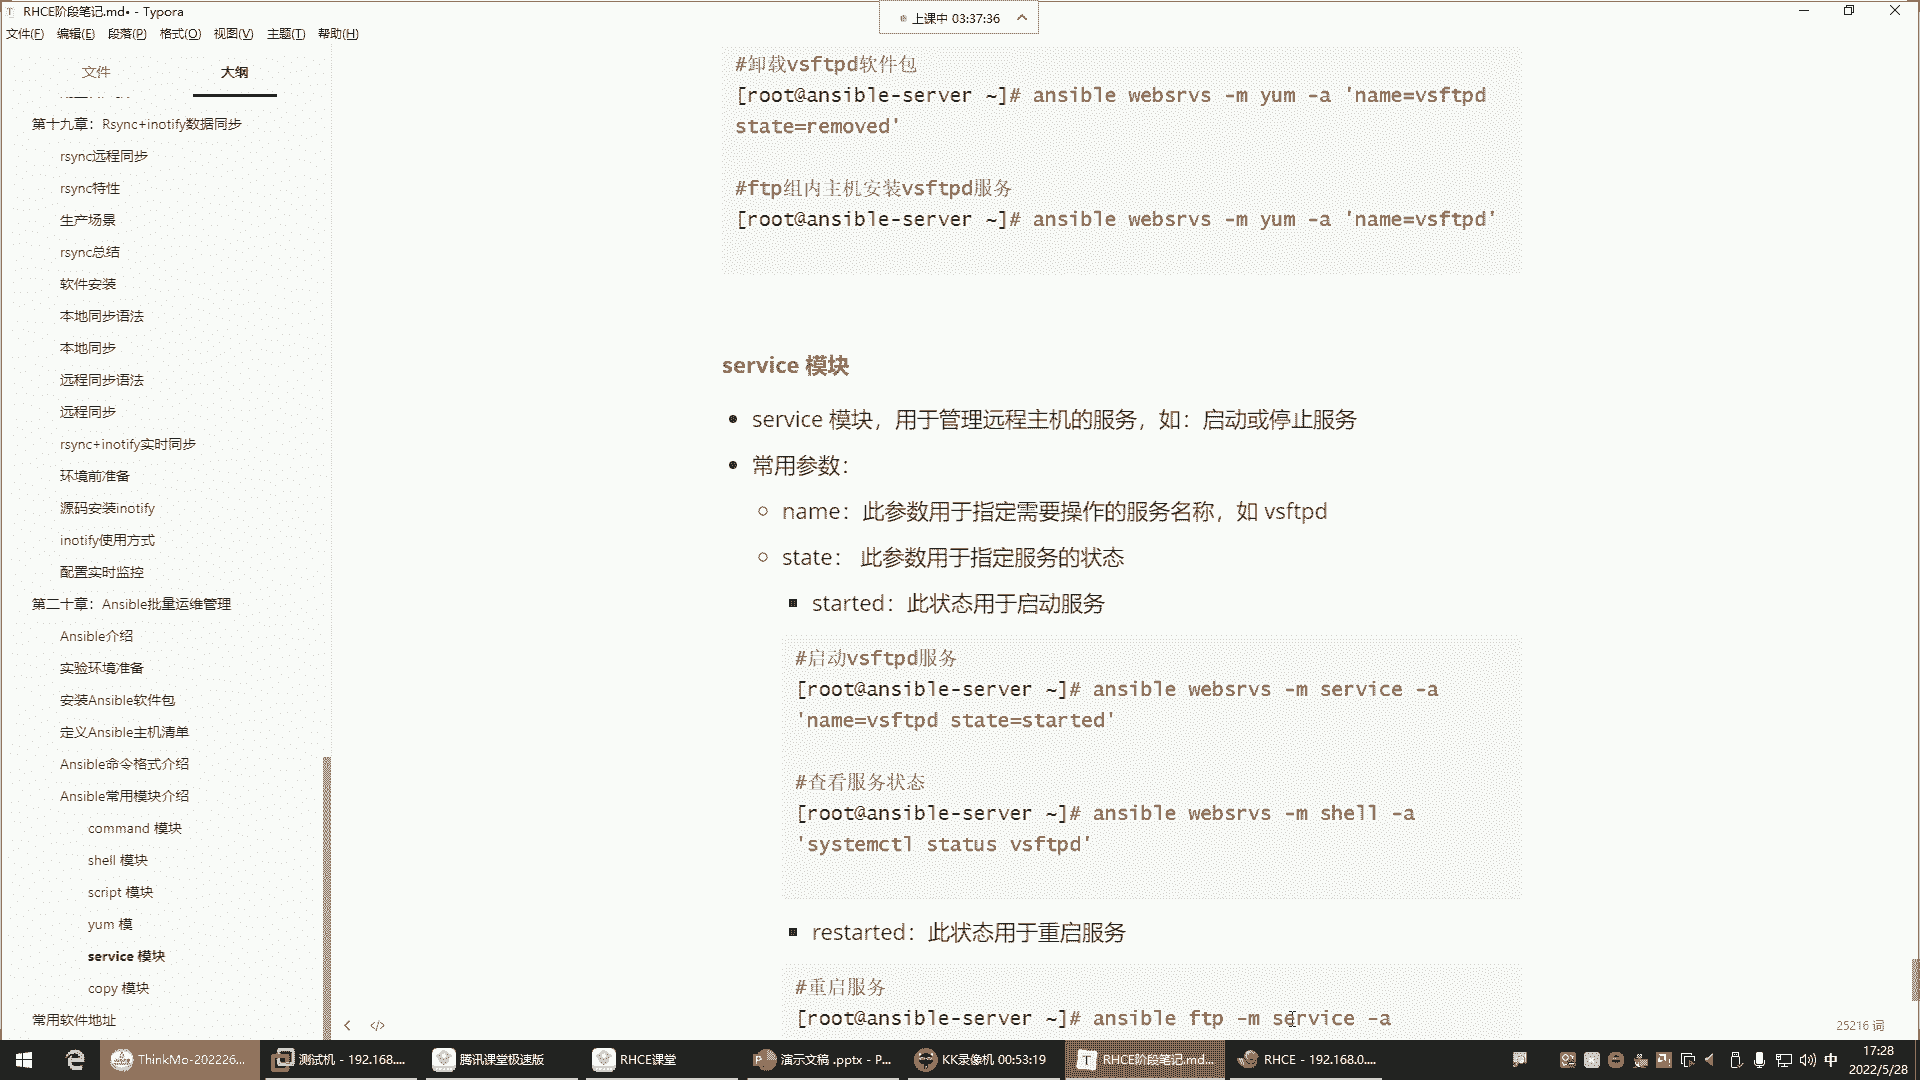 RHCE阶段笔记.md• - Typora
上课中 03:37:36
文件(F) 编辑(E) 段落(P) 格式(O) 视图(V) 主题(T) 帮助(H)
文件 大纲
第十九章：Rsync+inotify数据同步
rsync远程同步
rsync特性
生产场景
rsync总结
软件安装
本地同步语法
本地同步
远程同步语法
远程同步
rsync+inotify实时同步
环境前准备
源码安装inotify
inotify使用方式
配置实时监控
第二十章：Ansible批量运维管理
Ansible介绍
实验环境准备
安装Ansible软件包
定义Ansible主机清单
Ansible命令格式介绍
Ansible常用模块介绍
command 模块
shell 模块
script 模块
yum 模
service 模块
copy 模块
常用软件地址
#卸载vsftpd软件包
[root@ansible-server ~]# ansible websrvs -m yum -a 'name=vsftpd
state=removed'
#ftp组内主机安装vsftpd服务
[root@ansible-server ~]# ansible websrvs -m yum -a 'name=vsftpd'
service 模块
service 模块，用于管理远程主机的服务，如：启动或停止服务
常用参数：
name：此参数用于指定需要操作的服务名称，如 vsftpd
state： 此参数用于指定服务的状态
started：此状态用于启动服务
#启动vsftpd服务
[root@ansible-server ~]# ansible websrvs -m service -a
'name=vsftpd state=started'
#查看服务状态
[root@ansible-server ~]# ansible websrvs -m shell -a
'systemctl status vsftpd'
restarted：此状态用于重启服务
#重启服务
[root@ansible-server ~]# ansible ftp -m service -a
25216 词
ThinkMo-202226... 测试机 - 192.168.... 腾讯课堂极速版 RHCE课堂 演示文稿 .pptx - P... KK录像机 00:53:19 RHCE阶段笔记.md... RHCE - 192.168.0.... 中 17:28
2022/5/28